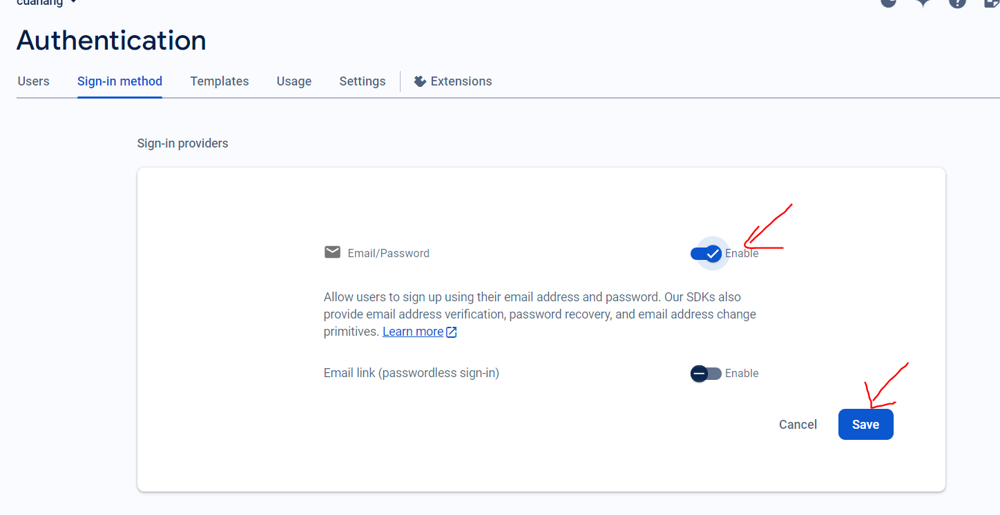 cuahang
Authentication
Users Sign-in method Templates Usage Settings Extensions
Sign-in providers
Email/Password Enable
Allow users to sign up using their email address and password. Our SDKs also
provide email address verification, password recovery, and email address change
primitives. Learn more
Email link (passwordless sign-in) Enable
Cancel Save